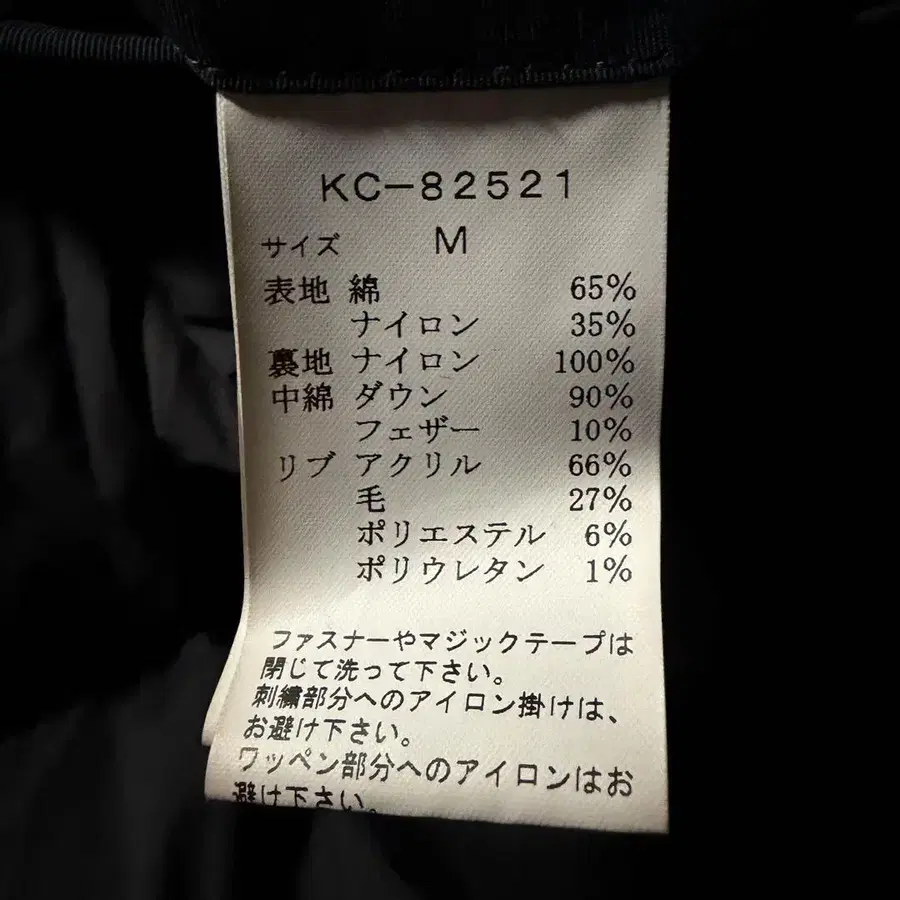 KC-82521
サイズ M
表地 綿 65%
ナイロン 35%
裏地 ナイロン 100%
中綿 ダウン 90%
フェザー 10%
リブ アクリル 66%
毛 27%
ポリエステル 6%
ポリウレタン 1%
ファスナーやマジックテープは
閉じて洗って下さい。
刺繍部分へのアイロン掛けは、
お避け下さい。
ワッペン部分へのアイロンはお
避け下さい。